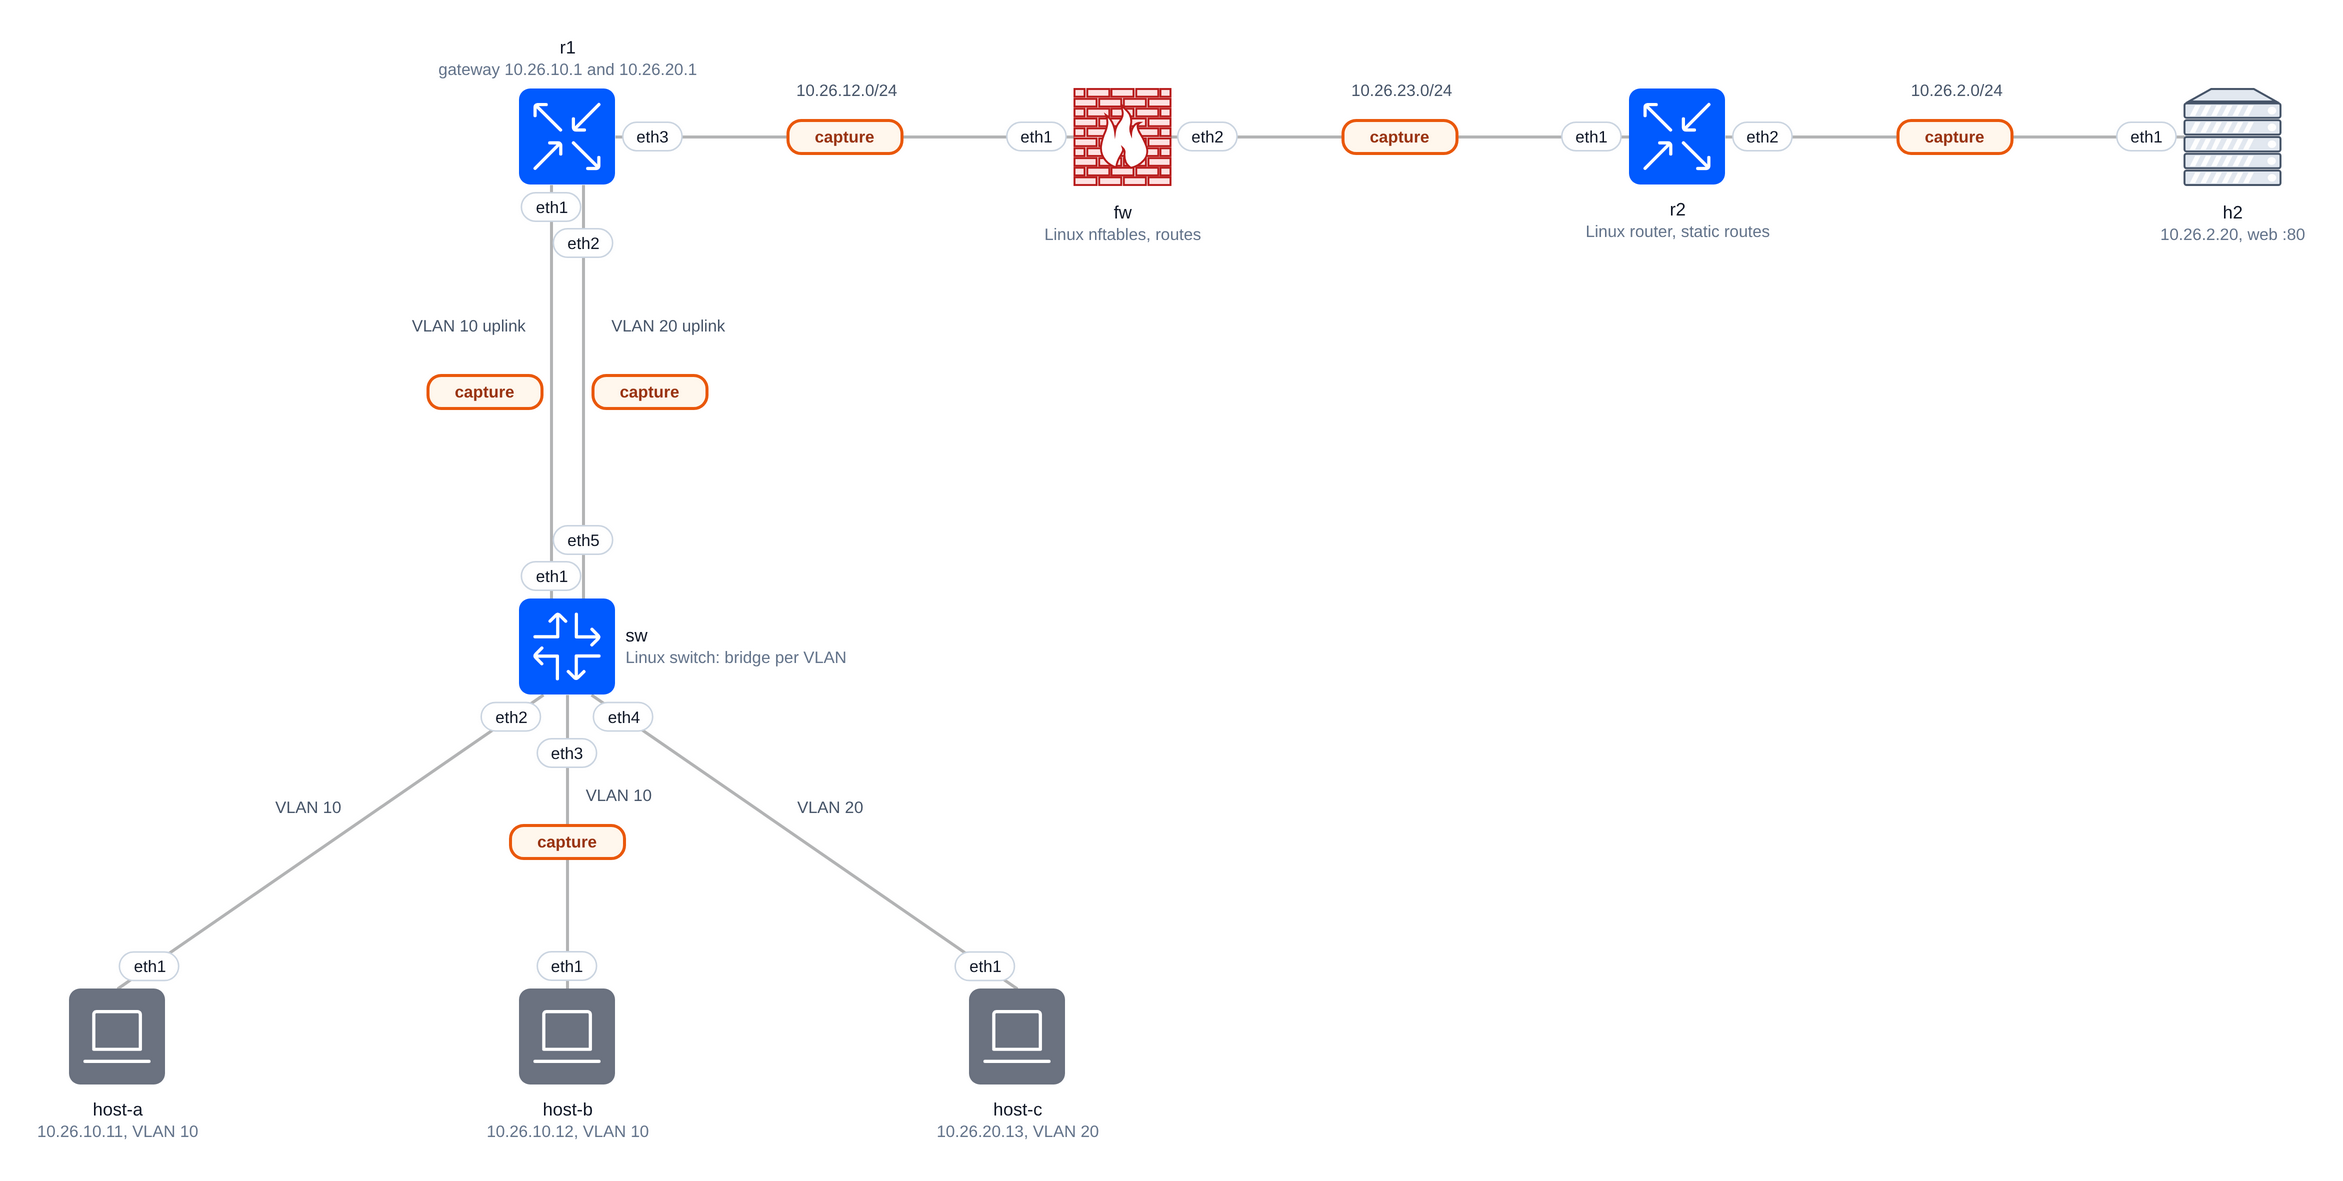 r1
gateway 10.26.10.1 and 10.26.20.1
10.26.12.0/24
10.26.23.0/24
10.26.2.0/24
eth3
capture
eth1
eth2
capture
eth1
eth2
capture
eth1
eth1
eth2
fw
Linux nftables, routes
r2
Linux router, static routes
h2
10.26.2.20, web :80
VLAN 10 uplink
VLAN 20 uplink
capture
capture
eth5
eth1
sw
Linux switch: bridge per VLAN
eth2
eth4
eth3
VLAN 10
VLAN 10
VLAN 20
capture
eth1
eth1
eth1
host-a
10.26.10.11, VLAN 10
host-b
10.26.10.12, VLAN 10
host-c
10.26.20.13, VLAN 20